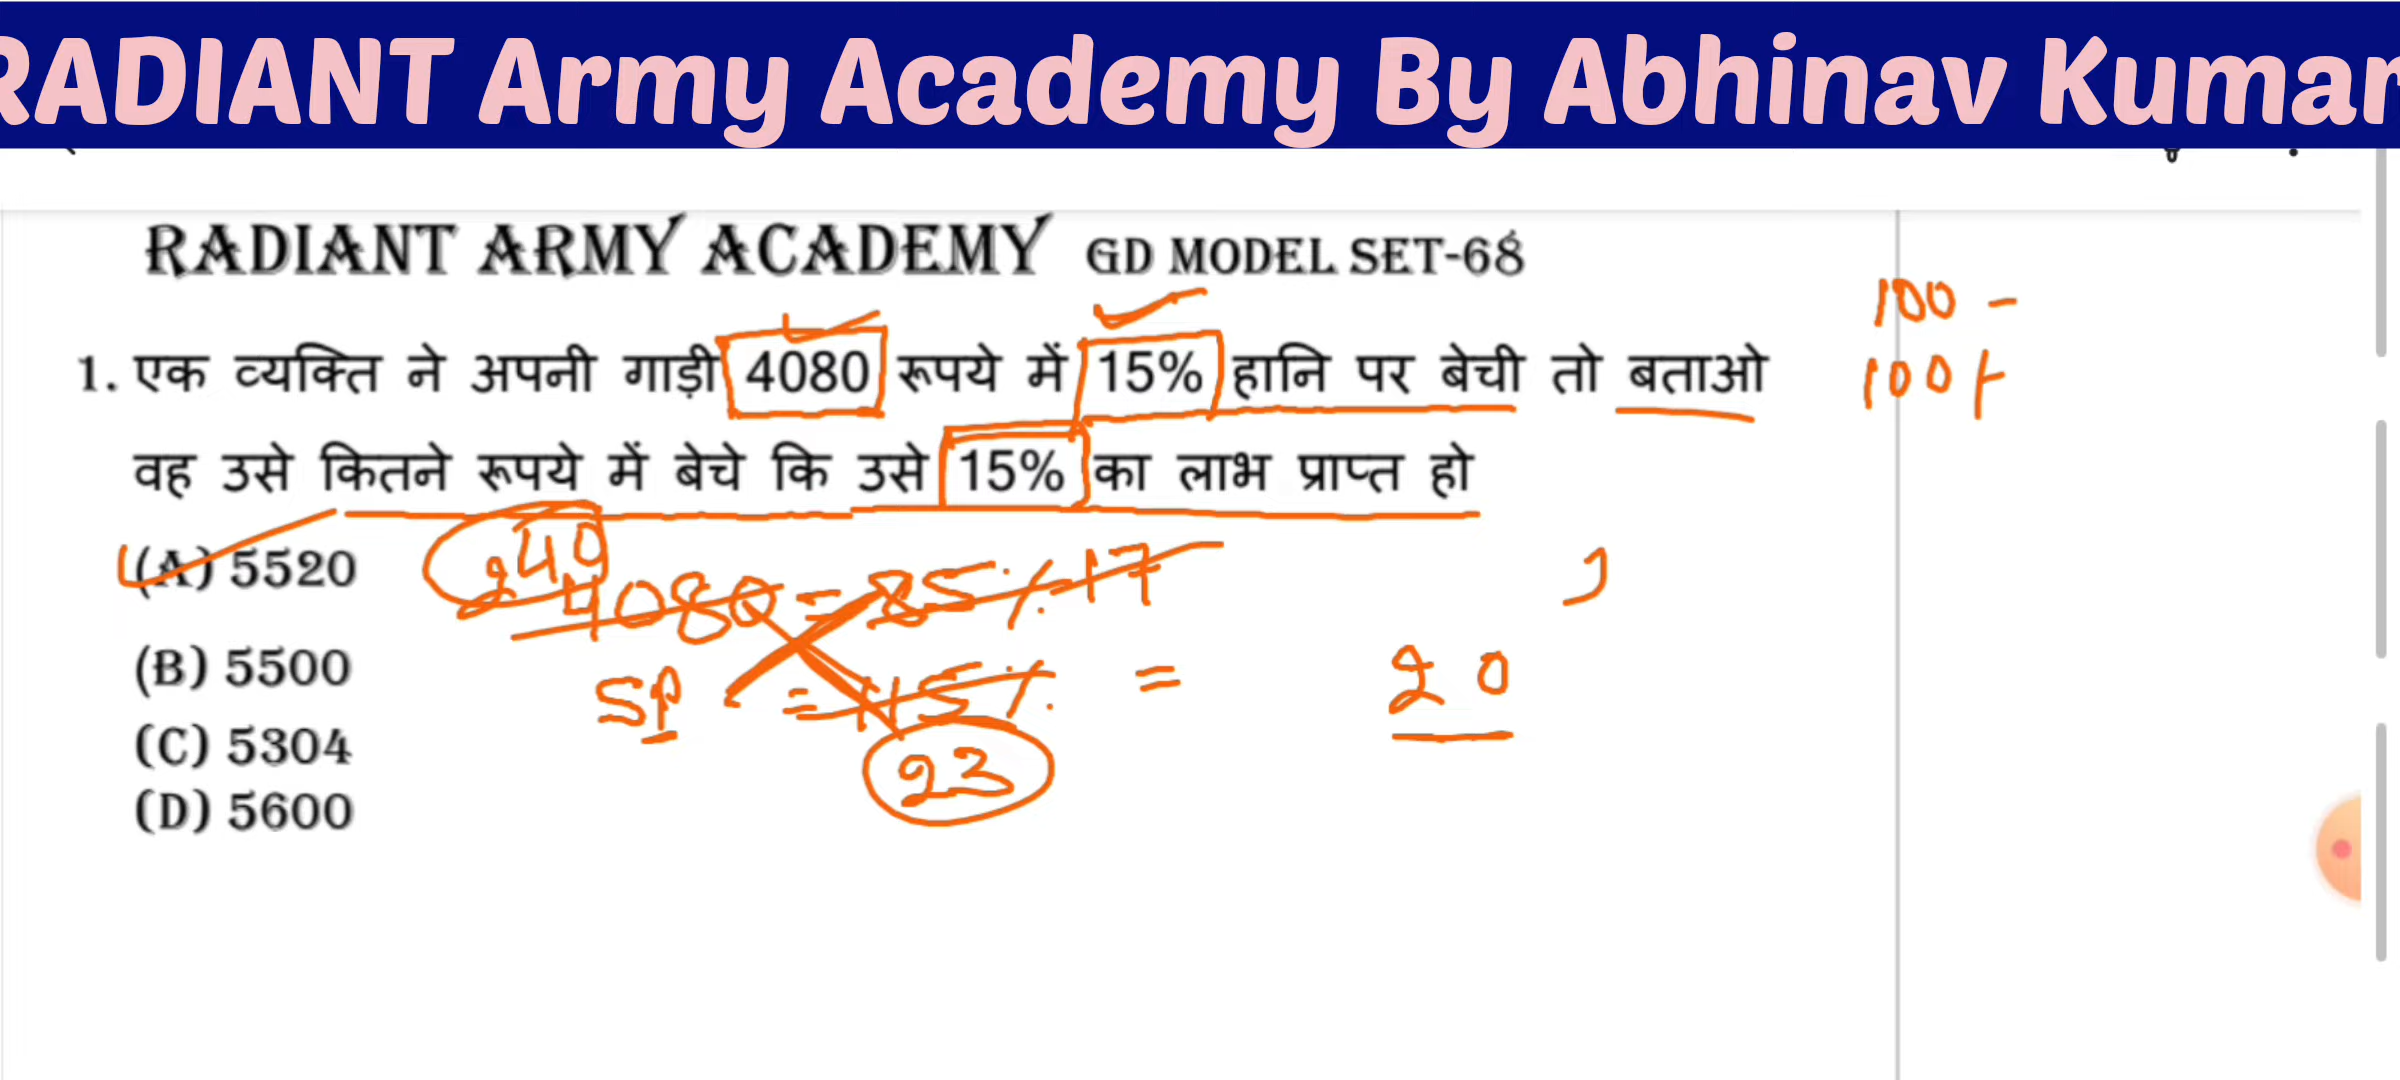 RADIANT Army Academy By Abhinav Kumar
RADIANT ARMY ACADEMY GD MODEL SET-68
100 -
1. एक व्यक्ति ने अपनी गाड़ी 4080 रूपये में 15% हानि पर बेची तो बताओ
100 +
वह उसे कितने रूपये में बेचे कि उसे 15% का लाभ प्राप्त हो
240
(A) 5520
4080 = 85% 17
(B) 5500
SP = 115% = 20
(C) 5304
23
(D) 5600